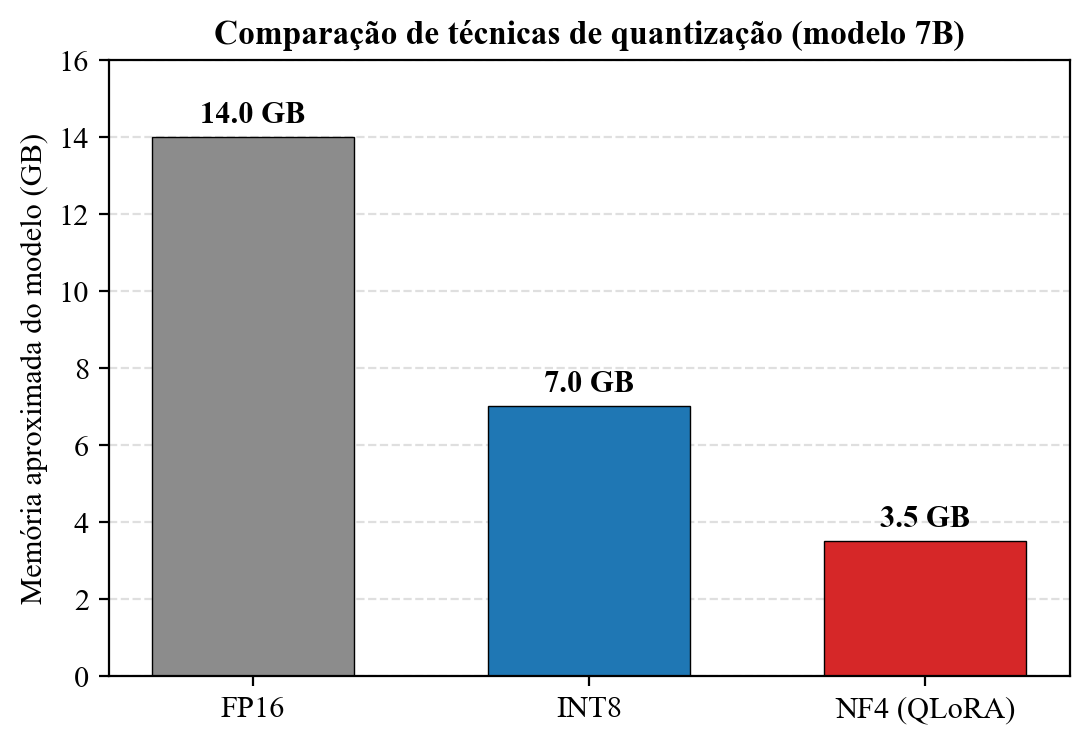 Comparação de técnicas de quantização (modelo 7B)
Memória aproximada do modelo (GB)
16
14
12
10
8
6
4
2
0
14.0 GB
7.0 GB
3.5 GB
FP16
INT8
NF4 (QLoRA)